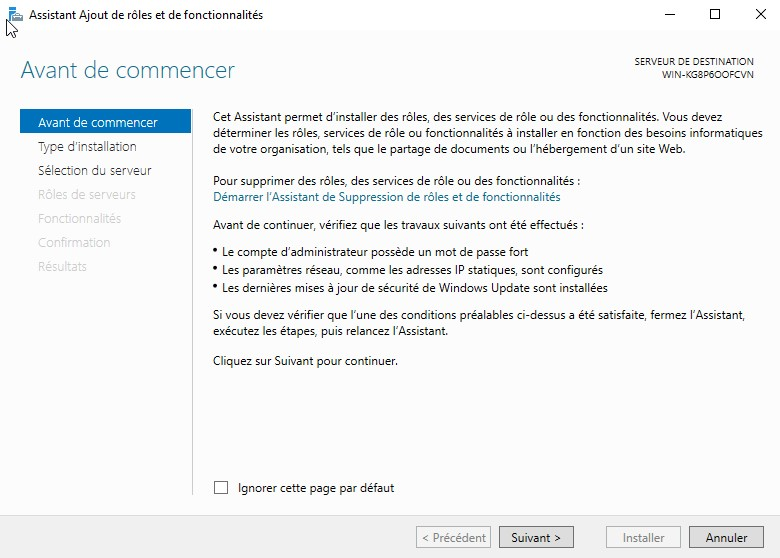 Assistant Ajout de rôles et de fonctionnalités
Avant de commencer
SERVEUR DE DESTINATION
WIN-KG8P6OOFCVN
Avant de commencer
Type d'installation
Sélection du serveur
Rôles de serveurs
Fonctionnalités
Confirmation
Résultats
Cet Assistant permet d'installer des rôles, des services de rôle ou des fonctionnalités. Vous devez
déterminer les rôles, services de rôle ou fonctionnalités à installer en fonction des besoins informatiques
de votre organisation, tels que le partage de documents ou l'hébergement d'un site Web.
Pour supprimer des rôles, des services de rôle ou des fonctionnalités :
Démarrer l'Assistant de Suppression de rôles et de fonctionnalités
Avant de continuer, vérifiez que les travaux suivants ont été effectués :
• Le compte d'administrateur possède un mot de passe fort
• Les paramètres réseau, comme les adresses IP statiques, sont configurés
• Les dernières mises à jour de sécurité de Windows Update sont installées
Si vous devez vérifier que l'une des conditions préalables ci-dessus a été satisfaite, fermez l'Assistant,
exécutez les étapes, puis relancez l'Assistant.
Cliquez sur Suivant pour continuer.
Ignorer cette page par défaut
< Précédent
Suivant >
Installer
Annuler